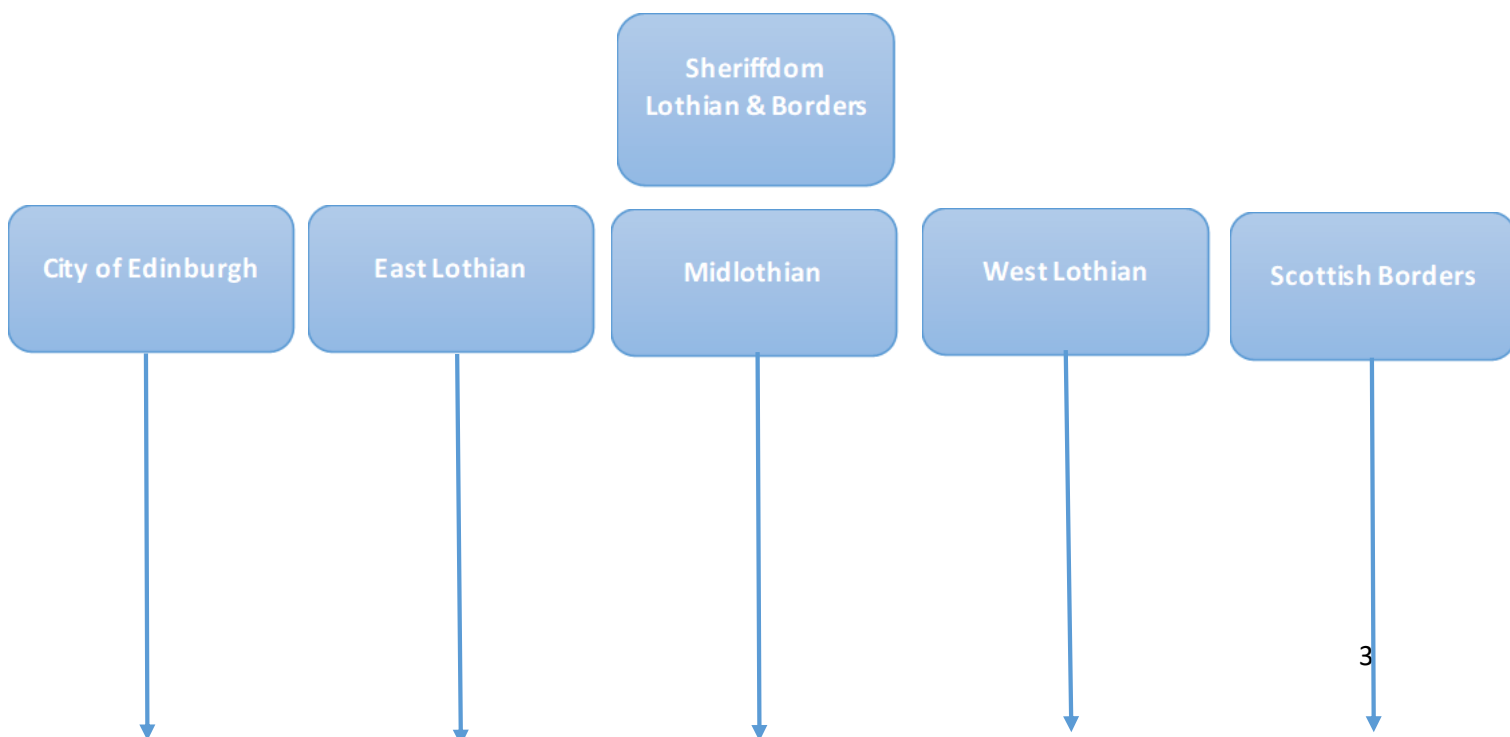 Sheriffdom
Lothian & Borders
City of Edinburgh
East Lothian
Midlothian
West Lothian
Scottish Borders
3